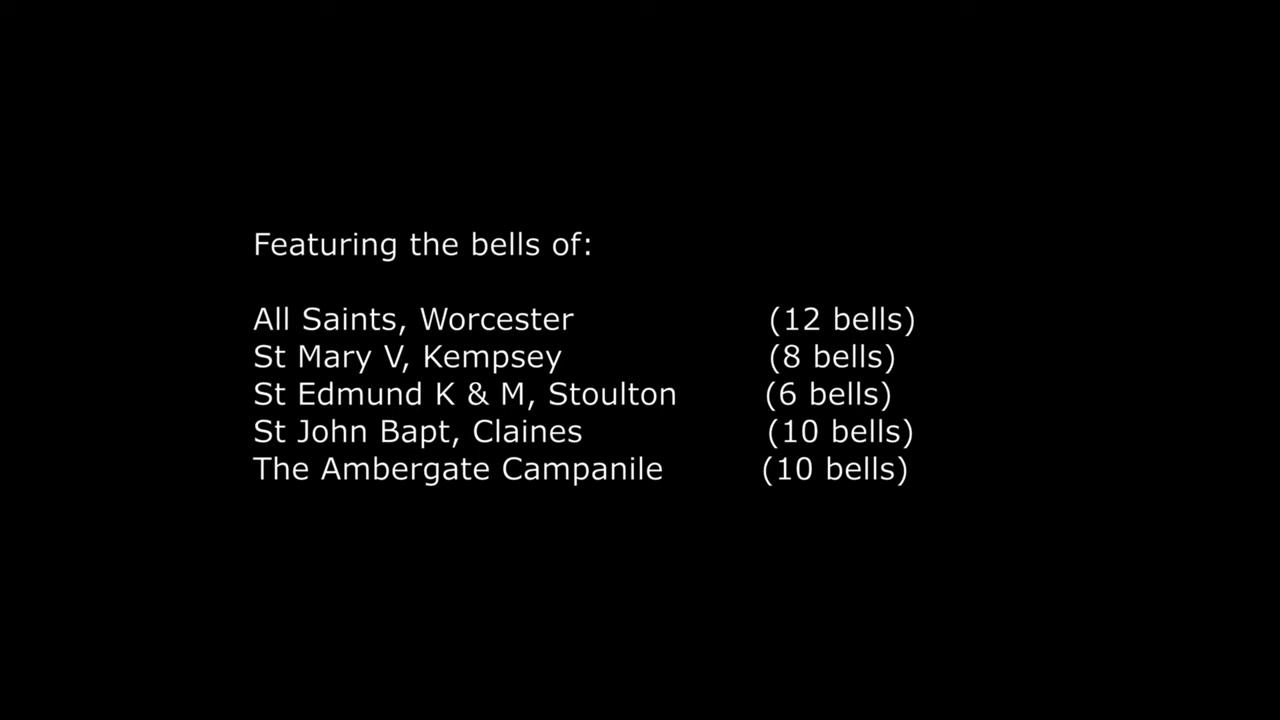 Featuring the bells of:
All Saints, Worcester (12 bells)
St Mary V, Kempsey (8 bells)
St Edmund K & M, Stoulton (6 bells)
St John Bapt, Claines (10 bells)
The Ambergate Campanile (10 bells)